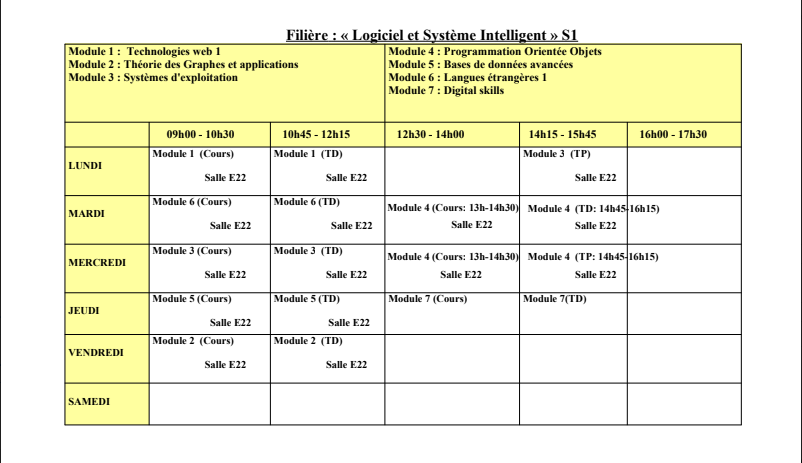 Filière : « Logiciel et Système Intelligent » S1
Module 1 : Technologies web 1
Module 2 : Théorie des Graphes et applications
Module 3 : Systèmes d'exploitation
Module 4 : Programmation Orientée Objets
Module 5 : Bases de données avancées
Module 6 : Langues étrangères 1
Module 7 : Digital skills
09h00 - 10h30 10h45 - 12h15 12h30 - 14h00 14h15 - 15h45 16h00 - 17h30
LUNDI
Module 1 (Cours)
Salle E22
Module 1 (TD)
Salle E22
Module 3 (TP)
Salle E22
MARDI
Module 6 (Cours)
Salle E22
Module 6 (TD)
Salle E22
Module 4 (Cours: 13h-14h30)
Salle E22
Module 4 (TD: 14h45-16h15)
Salle E22
MERCREDI
Module 3 (Cours)
Salle E22
Module 3 (TD)
Salle E22
Module 4 (Cours: 13h-14h30)
Salle E22
Module 4 (TP: 14h45-16h15)
Salle E22
JEUDI
Module 5 (Cours)
Salle E22
Module 5 (TD)
Salle E22
Module 7 (Cours)
Module 7(TD)
VENDREDI
Module 2 (Cours)
Salle E22
Module 2 (TD)
Salle E22
SAMEDI